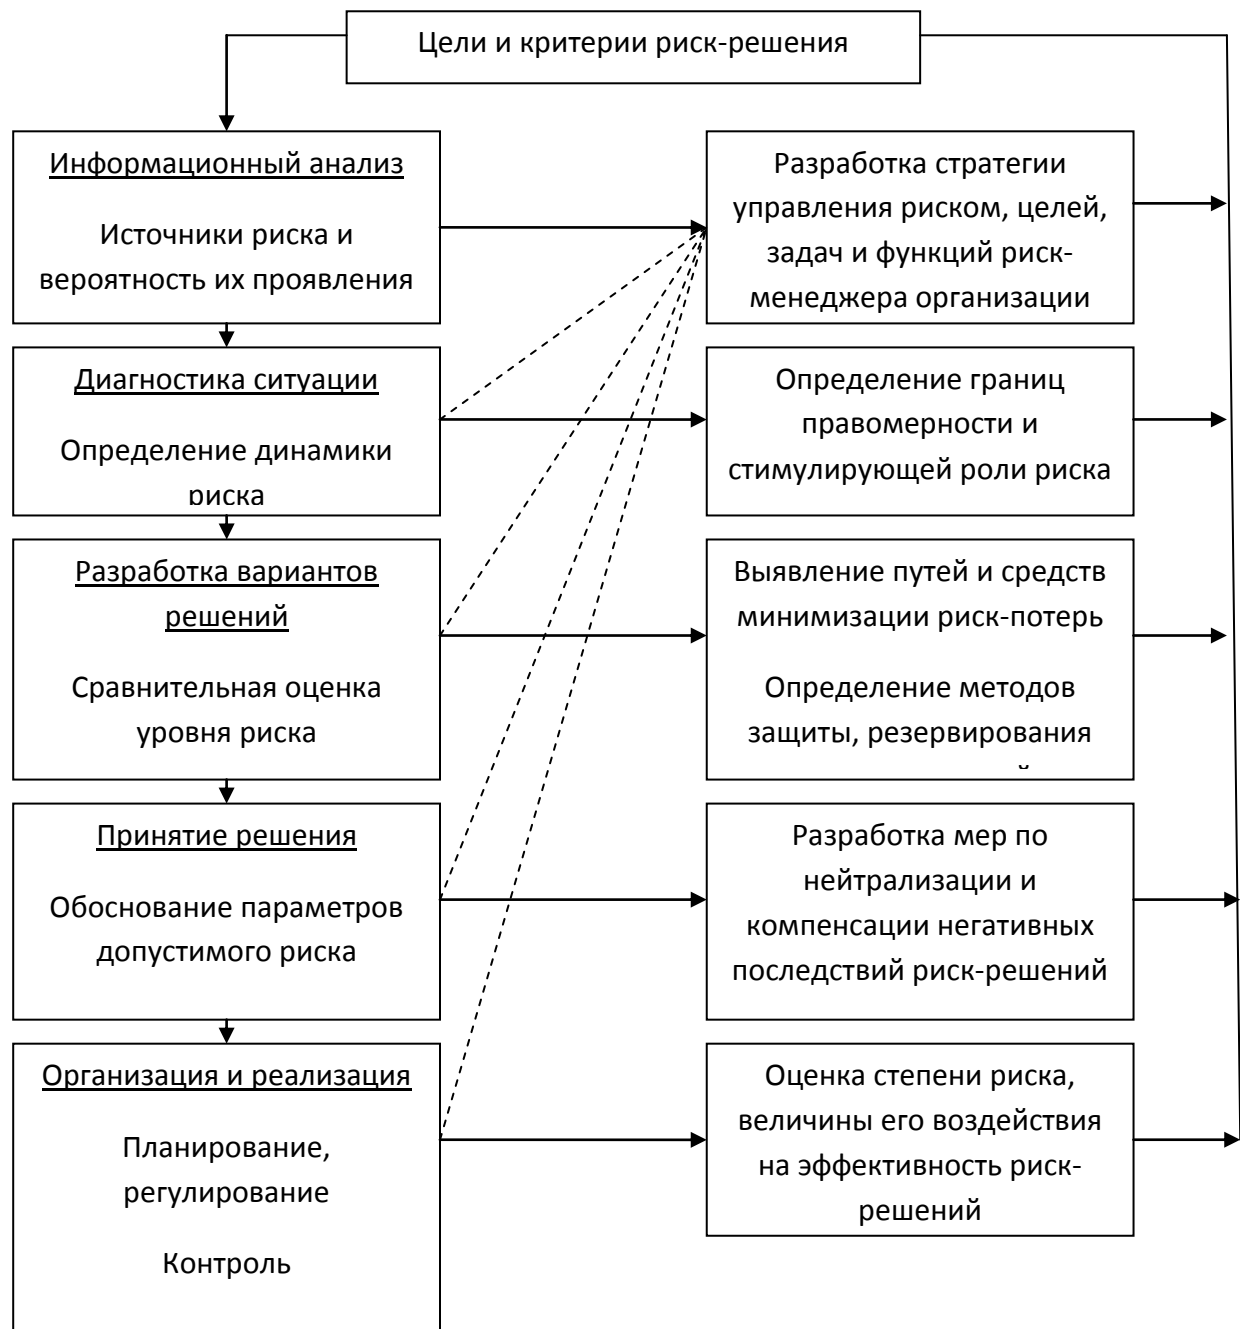 Цели и критерии риск-решения
Информационный анализ
Источники риска и
вероятность их проявления
Разработка стратегии
управления риском, целей,
задач и функций риск-
менеджера организации
Диагностика ситуации
Определение динамики
риска
Определение границ
правомерности и
стимулирующей роли риска
Разработка вариантов
решений
Сравнительная оценка
уровня риска
Выявление путей и средств
минимизации риск-потерь
Определение методов
защиты, резервирования
Принятие решения
Обоснование параметров
допустимого риска
Разработка мер по
нейтрализации и
компенсации негативных
последствий риск-решений
Организация и реализация
Планирование,
регулирование
Контроль
Оценка степени риска,
величины его воздействия
на эффективность риск-
решений